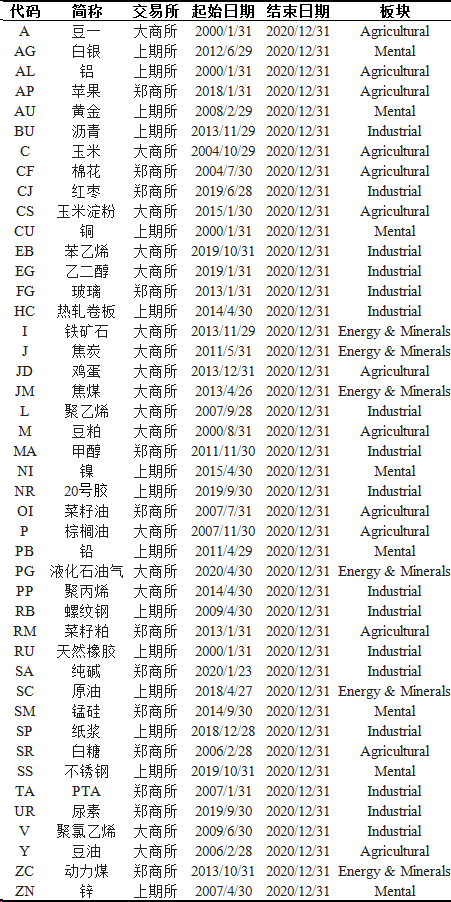 代码 简称 交易所 起始日期 结束日期 板块
A 豆一 大商所 2000/1/31 2020/12/31 Agricultural
AG 白银 上期所 2012/6/29 2020/12/31 Mental
AL 铝 上期所 2000/1/31 2020/12/31 Agricultural
AP 苹果 郑商所 2018/1/31 2020/12/31 Agricultural
AU 黄金 上期所 2008/2/29 2020/12/31 Mental
BU 沥青 上期所 2013/11/29 2020/12/31 Industrial
C 玉米 大商所 2004/10/29 2020/12/31 Agricultural
CF 棉花 郑商所 2004/7/30 2020/12/31 Agricultural
CJ 红枣 郑商所 2019/6/28 2020/12/31 Industrial
CS 玉米淀粉 大商所 2015/1/30 2020/12/31 Agricultural
CU 铜 上期所 2000/1/31 2020/12/31 Mental
EB 苯乙烯 大商所 2019/10/31 2020/12/31 Industrial
EG 乙二醇 大商所 2019/1/31 2020/12/31 Industrial
FG 玻璃 郑商所 2013/1/31 2020/12/31 Industrial
HC 热轧卷板 上期所 2014/4/30 2020/12/31 Industrial
I 铁矿石 大商所 2013/11/29 2020/12/31 Energy & Minerals
J 焦炭 大商所 2011/5/31 2020/12/31 Energy & Minerals
JD 鸡蛋 大商所 2013/12/31 2020/12/31 Agricultural
JM 焦煤 大商所 2013/4/26 2020/12/31 Energy & Minerals
L 聚乙烯 大商所 2007/9/28 2020/12/31 Industrial
M 豆粕 大商所 2000/8/31 2020/12/31 Agricultural
MA 甲醇 郑商所 2011/11/30 2020/12/31 Industrial
NI 镍 上期所 2015/4/30 2020/12/31 Mental
NR 20号胶 上期所 2019/9/30 2020/12/31 Industrial
OI 菜籽油 郑商所 2007/7/31 2020/12/31 Agricultural
P 棕榈油 大商所 2007/11/30 2020/12/31 Agricultural
PB 铅 上期所 2011/4/29 2020/12/31 Mental
PG 液化石油气 大商所 2020/4/30 2020/12/31 Energy & Minerals
PP 聚丙烯 大商所 2014/4/30 2020/12/31 Industrial
RB 螺纹钢 上期所 2009/4/30 2020/12/31 Industrial
RM 菜籽粕 郑商所 2013/1/31 2020/12/31 Agricultural
RU 天然橡胶 上期所 2000/1/31 2020/12/31 Industrial
SA 纯碱 郑商所 2020/1/23 2020/12/31 Industrial
SC 原油 上期所 2018/4/27 2020/12/31 Energy & Minerals
SM 锰硅 郑商所 2014/9/30 2020/12/31 Mental
SP 纸浆 上期所 2018/12/28 2020/12/31 Industrial
SR 白糖 郑商所 2006/2/28 2020/12/31 Agricultural
SS 不锈钢 上期所 2019/10/31 2020/12/31 Mental
TA PTA 郑商所 2007/1/31 2020/12/31 Industrial
UR 尿素 郑商所 2019/9/30 2020/12/31 Industrial
V 聚氯乙烯 大商所 2009/6/30 2020/12/31 Industrial
Y 豆油 大商所 2006/2/28 2020/12/31 Agricultural
ZC 动力煤 郑商所 2013/10/31 2020/12/31 Energy & Minerals
ZN 锌 上期所 2007/4/30 2020/12/31 Mental